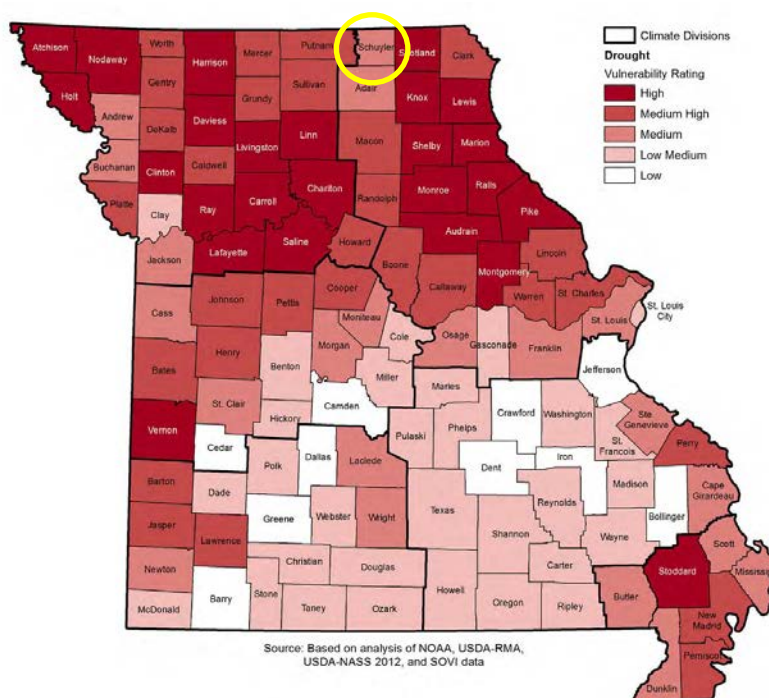 Climate Divisions
Drought
Vulnerability Rating
High
Medium High
Medium
Low Medium
Low
Atchison
Nodaway
Worth
Harrison
Mercer
Putnam
Schuyler
Scotland
Clark
Holt
Gentry
Sullivan
Adair
Knox
Lewis
Andrew
Grundy
DeKalb
Daviess
Linn
Macon
Shelby
Marion
Buchanan
Livingston
Clinton
Caldwell
Chariton
Randolph
Monroe
Ralls
Platte
Ray
Carroll
Pike
Clay
Saline
Howard
Audrain
Lafayette
Boone
Jackson
Montgomery
Lincoln
Callaway
Cooper
Warren
St. Charles
Johnson
Pettis
St. Louis
City
Cass
Moniteau
Cole
Osage
St. Louis
Gasconade
Franklin
Morgan
Henry
Benton
Miller
Jefferson
Bates
Maries
St. Clair
Camden
Crawford
Washington
Ste
Genevieve
Hickory
Phelps
Vernon
Pulaski
St.
Francois
Perry
Cedar
Dallas
Iron
Polk
Laclede
Dent
Barton
Madison
Cape
Girardeau
Dade
Reynolds
Bollinger
Greene
Webster
Wright
Texas
Jasper
Shannon
Wayne
Lawrence
Scott
Christian
Douglas
Stoddard
Mississip
Newton
Carter
Stone
Howell
Barry
Taney
Ozark
Oregon
Ripley
Butler
McDonald
New
Madrid
Pemiscot
Dunklin
Source: Based on analysis of NOAA, USDA-RMA,
USDA-NASS 2012, and SOVI data